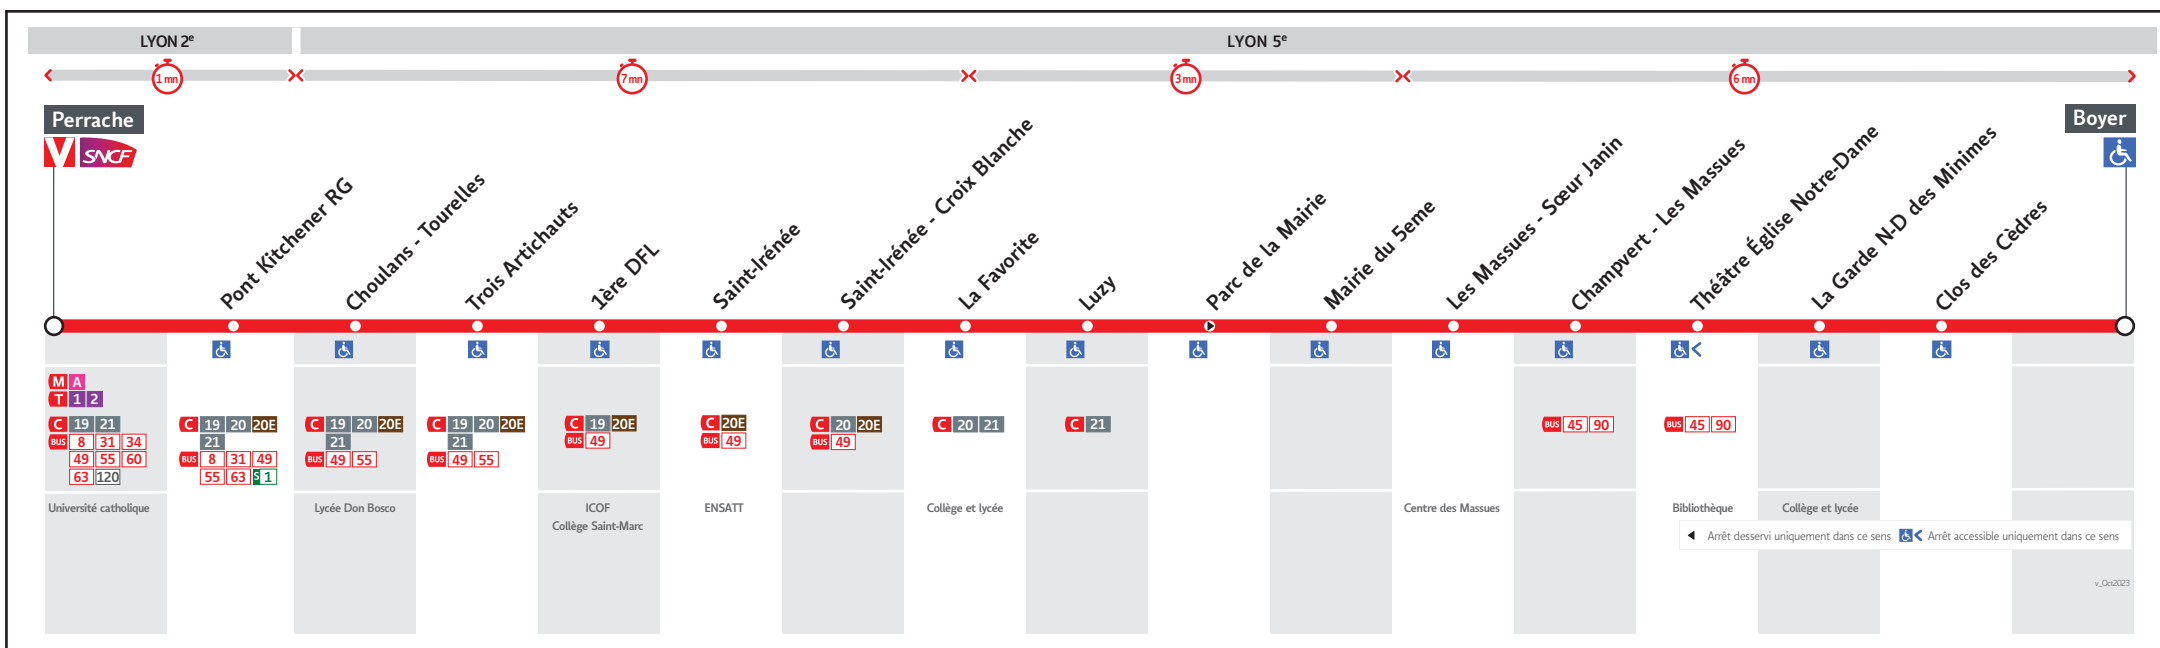 LYON 2e
LYON 5e
1 mn
7 mn
3 mn
6 mn
Perrache
SNCF
Boyer
Pont Kitchener RG
Choulans - Tourelles
Trois Artichauts
1ère DFL
Saint-Irénée
Saint-Irénée - Croix Blanche
La Favorite
Luzy
Parc de la Mairie
Mairie du 5eme
Les Massues - Sœur Janin
Champvert - Les Massues
Théâtre Église Notre-Dame
La Garde N-D des Minimes
Clos des Cèdres
M A
T 1 2
C 19 21
BUS 8 31 34
49 55 60
63 120
C 19 20 20E
21
BUS 8 31 49
55 63 S 1
C 19 20 20E
21
BUS 49 55
C 19 20 20E
21
BUS 49 55
C 19 20E
BUS 49
C 20E
BUS 49
C 20 20E
BUS 49
C 20 21
C 21
BUS 45 90
BUS 45 90
Université catholique
Lycée Don Bosco
ICOF
Collège Saint-Marc
ENSATT
Collège et lycée
Centre des Massues
Bibliothèque
Collège et lycée
Arrêt desservi uniquement dans ce sens
Arrêt accessible uniquement dans ce sens
v_Oct2023